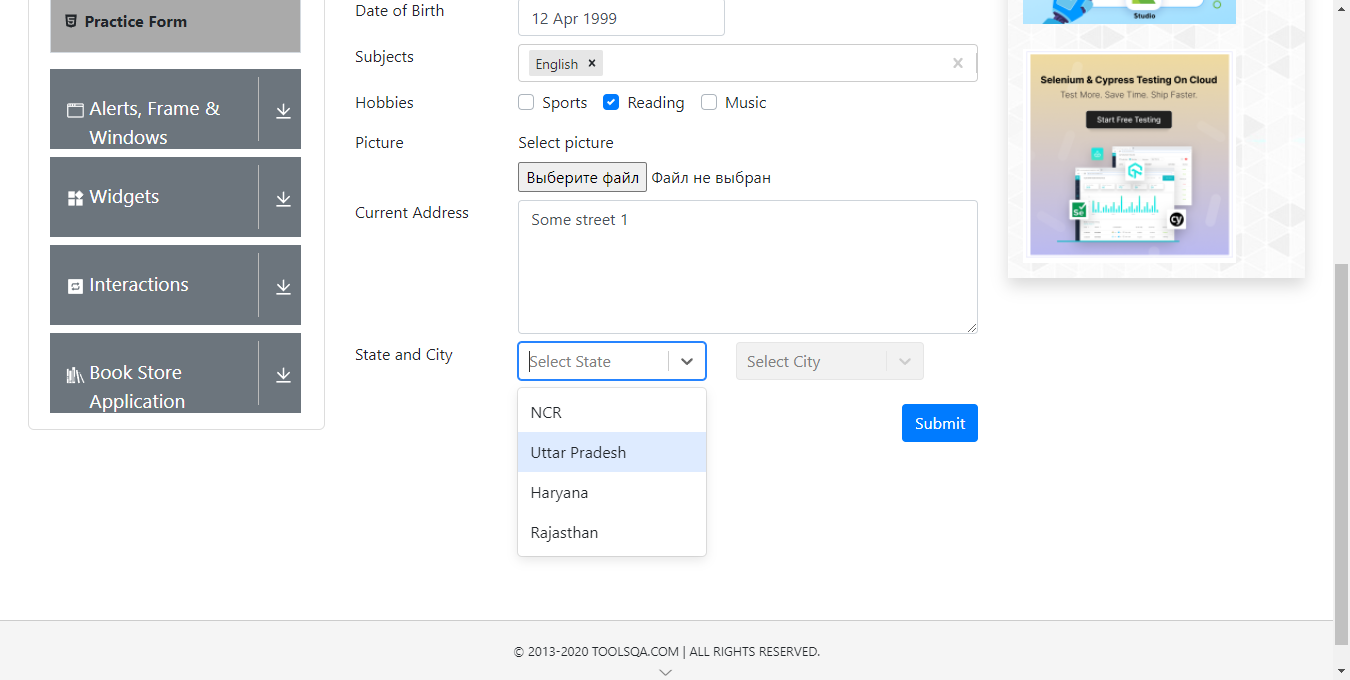 Practice Form
Alerts, Frame &
Windows
Widgets
Interactions
Book Store
Application
Date of Birth
12 Apr 1999
Subjects
English ×
×
Hobbies
Sports Reading Music
Picture
Select picture
Выберите файл Файл не выбран
Current Address
Some street 1
State and City
Select State
Select City
NCR
Uttar Pradesh
Haryana
Rajasthan
Submit
Studio
Selenium & Cypress Testing On Cloud
Test More. Save Time. Ship Faster.
Start Free Testing
Se
cy
© 2013-2020 TOOLSQA.COM | ALL RIGHTS RESERVED.